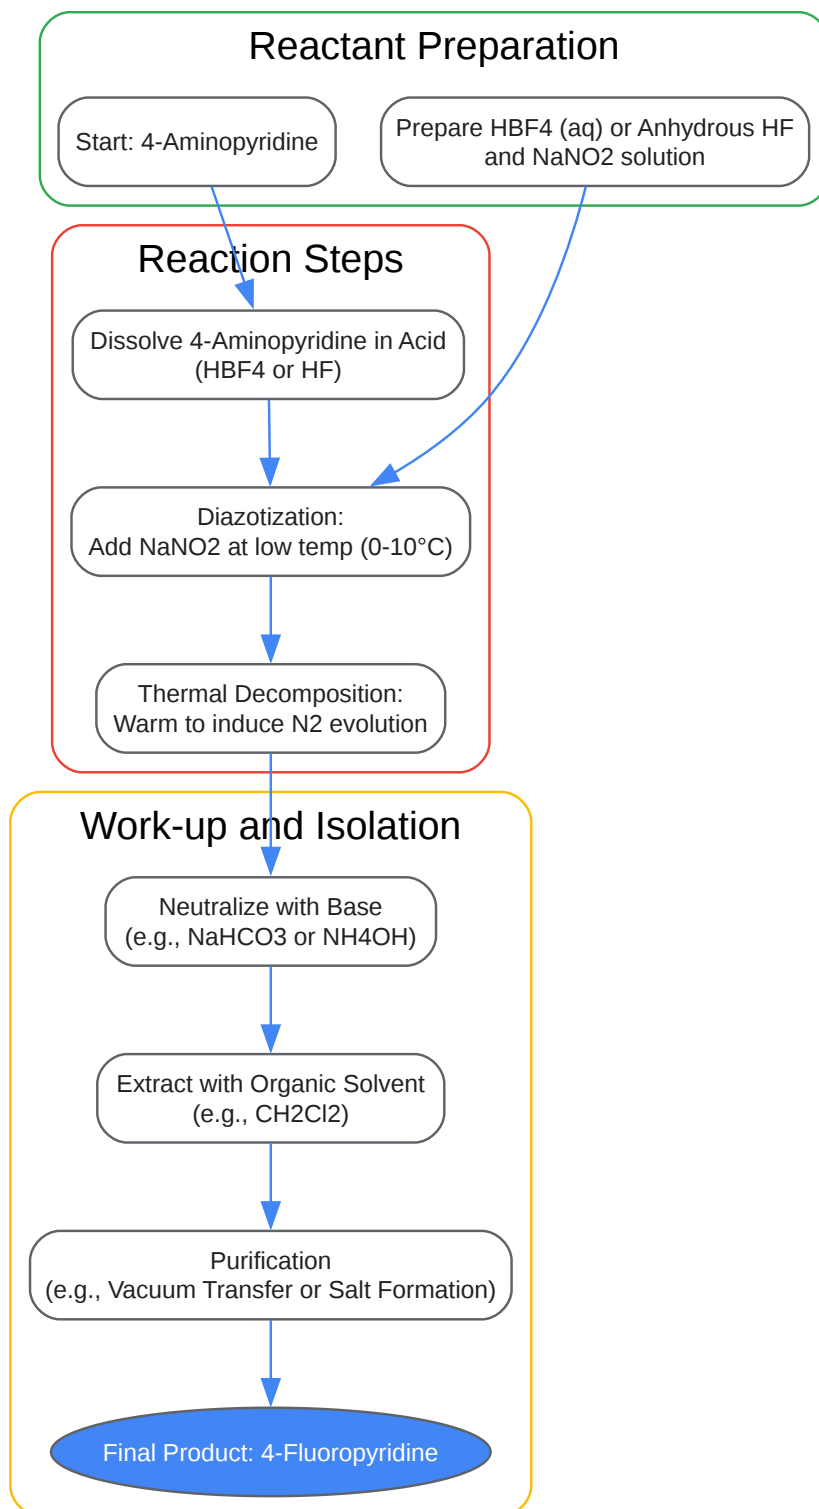 Reactant Preparation
Start: 4-Aminopyridine
Prepare HBF4 (aq) or Anhydrous HF
and NaNO2 solution
Reaction Steps
Dissolve 4-Aminopyridine in Acid
(HBF4 or HF)
Diazotization:
Add NaNO2 at low temp (0-10°C)
Thermal Decomposition:
Warm to induce N2 evolution
Work-up and Isolation
Neutralize with Base
(e.g., NaHCO3 or NH4OH)
Extract with Organic Solvent
(e.g., CH2Cl2)
Purification
(e.g., Vacuum Transfer or Salt Formation)
Final Product: 4-Fluoropyridine